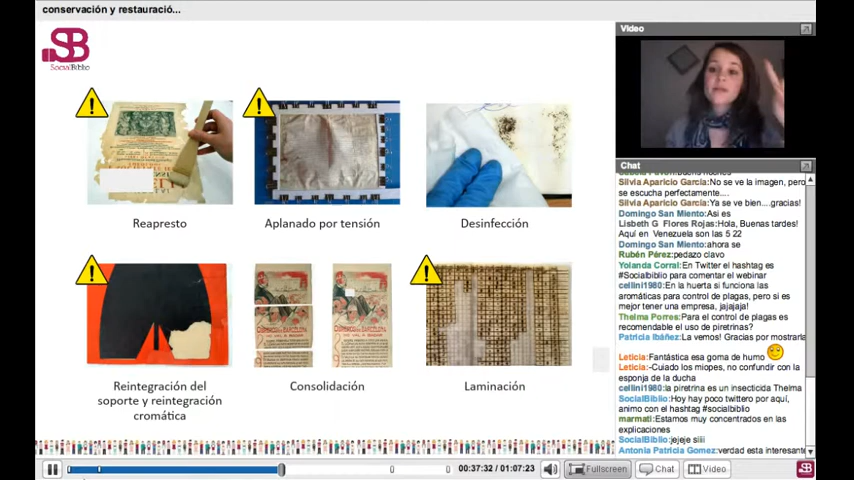 conservación y restauració...
SB
SocialBiblio
Reapresto
Aplanado por tensión
Desinfección
Reintegración del
soporte y reintegración
cromática
Consolidación
Laminación
Video
Chat
Silvia Aparicio García:No se ve la imagen, pero
se escucha perfectamente....
Silvia Aparicio García:Ya se ve bien....gracias!
Domingo San Miento:Asi es
Lisbeth G Flores Rojas:Hola, Buenas tardes!
Aquí en Venezuela son las 5 22
Domingo San Miento:ahora se
Rubén Pérez:pedazo clavo
Yolanda Corral:En Twitter el hashtag es
#Socialbiblio para comentar el webinar
cellini1980:En la huerta si funciona las
aromáticas para control de plagas, pero si es
mejor tener una empresa, jajajaja!
Thelma Porres:Para el control de plagas es
recomendable el uso de piretrinas?
Patricia Ibáñez:La vemos! Gracias por mostrarla
Leticia:Fantástica esa goma de humo
Leticia:-Cuiado los miopes, no confundir con la
esponja de la ducha
cellini1980:la piretrina es un insecticida Thelma
SocialBiblio:Hoy hay poco twittero por aquí,
animo con el hashtag #socialbiblio
marmati:Estamos muy concentrados en las
explicaciones
SocialBiblio:jejeje siii
Antonia Patricia Gomez:verdad esta interesante
00:37:32 / 01:07:23
Fullscreen
Chat
Video
SB